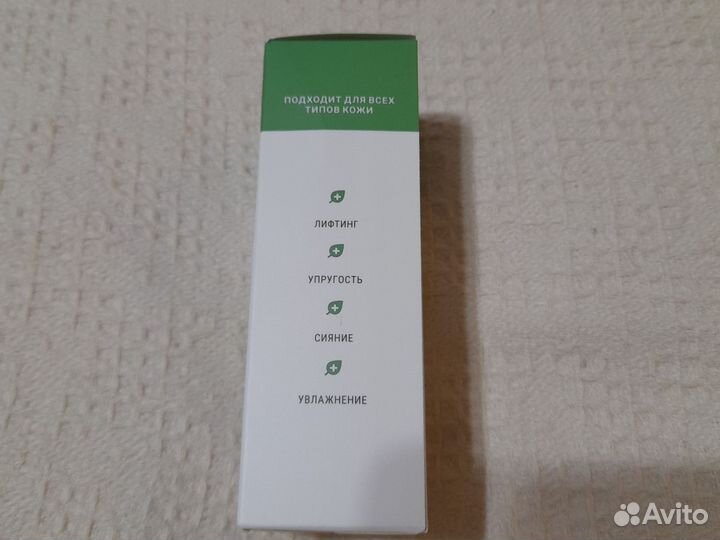 ПОДХОДИТ ДЛЯ ВСЕХ
ТИПОВ КОЖИ
ЛИФТИНГ
УПРУГОСТЬ
СИЯНИЕ
УВЛАЖНЕНИЕ
Avito